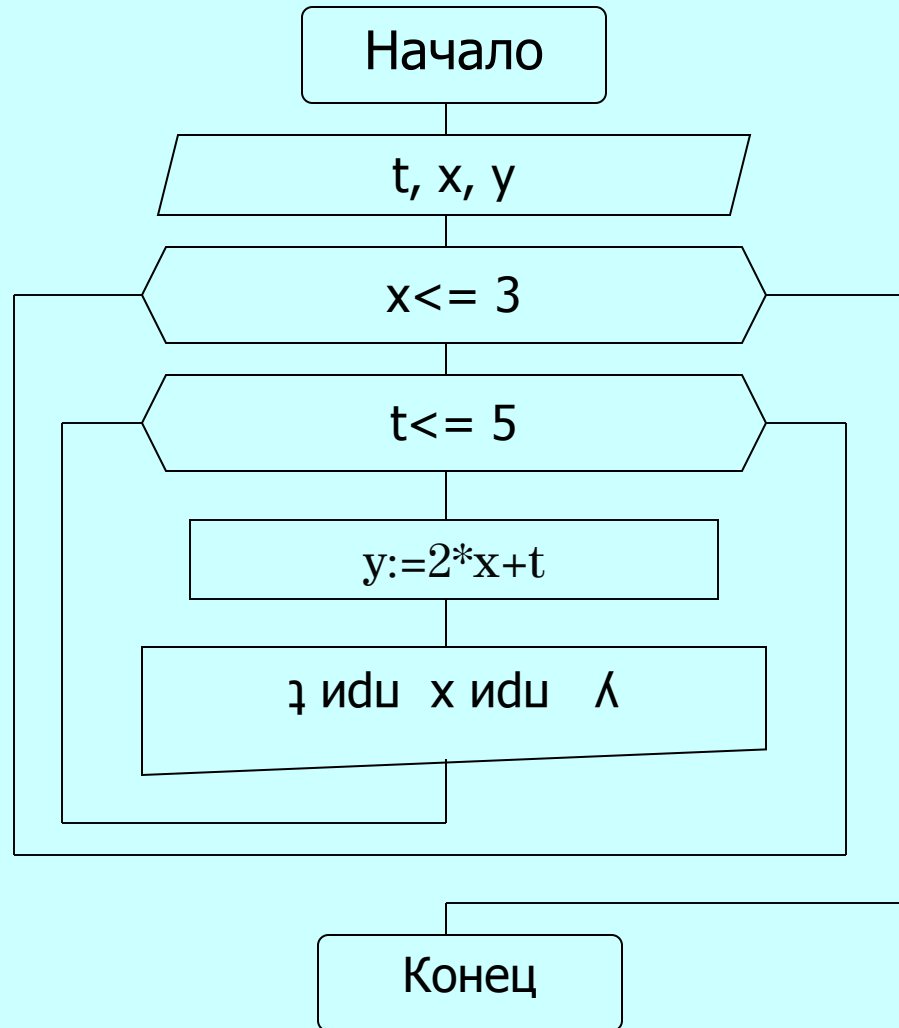 Начало
t, x, y
x<= 3
t<= 5
y:=2*x+t
y при x при t
Конец